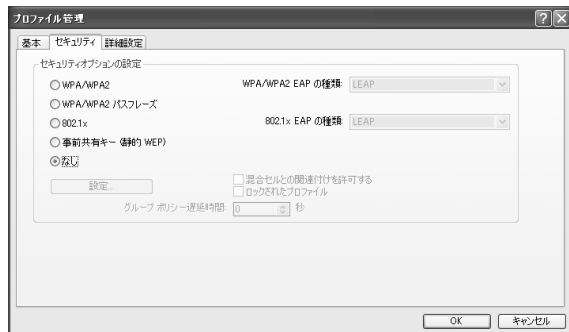 プロファイル管理
基本 セキュリティ 詳細設定
セキュリティオプションの設定
WPA/WPA2 WPA/WPA2 EAP の種類: LEAP
WPA/WPA2 パスフレーズ
802.1x 802.1x EAP の種類: LEAP
事前共有キー (静的 WEP)
なし
設定... 混合セルとの関連付けを許可する
ロックされたプロファイル
グループ ポリシー遅延時間: 0 秒
OK キャンセル